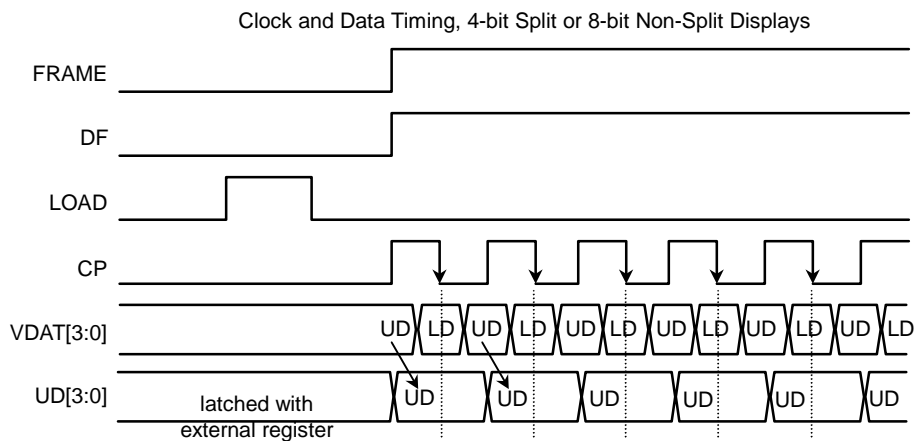 Clock and Data Timing, 4-bit Split or 8-bit Non-Split Displays
FRAME
DF
LOAD
CP
VDAT[3:0] UD LD UD LD UD LD UD LD UD LD UD LD
UD[3:0] UD UD UD UD UD UD
latched with
external register